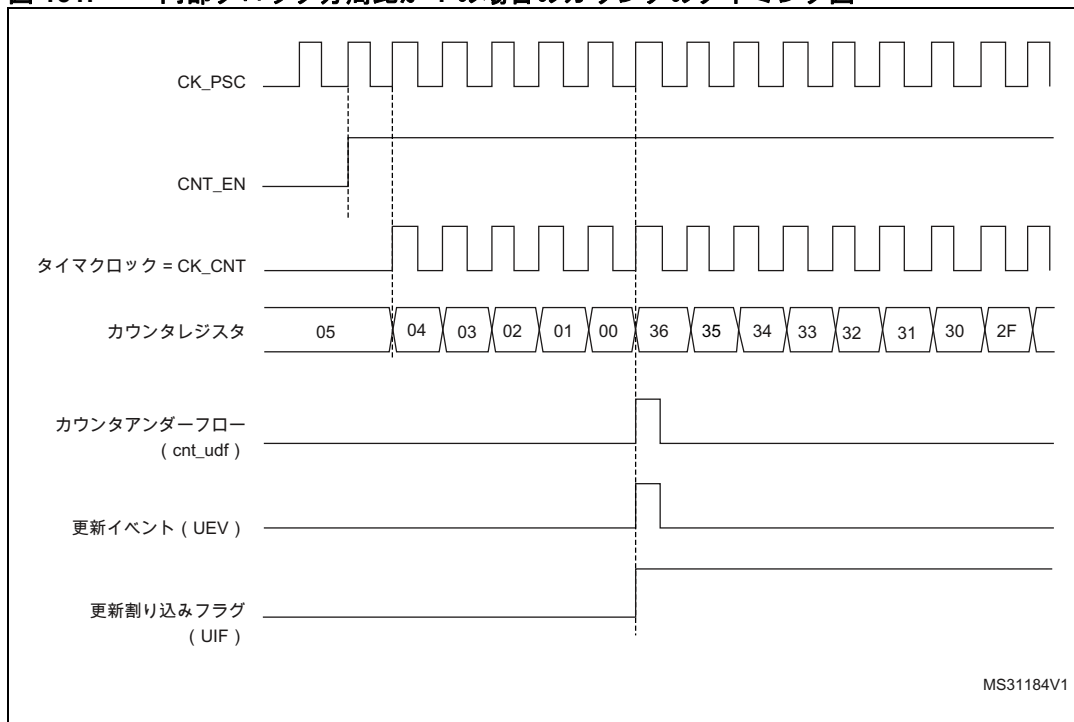 CK_PSC
CNT_EN
タイマクロック = CK_CNT
カウンタレジスタ 05 04 03 02 01 00 36 35 34 33 32 31 30 2F
カウンタアンダーフロー
( cnt_udf )
更新イベント ( UEV )
更新割り込みフラグ
( UIF )
MS31184V1